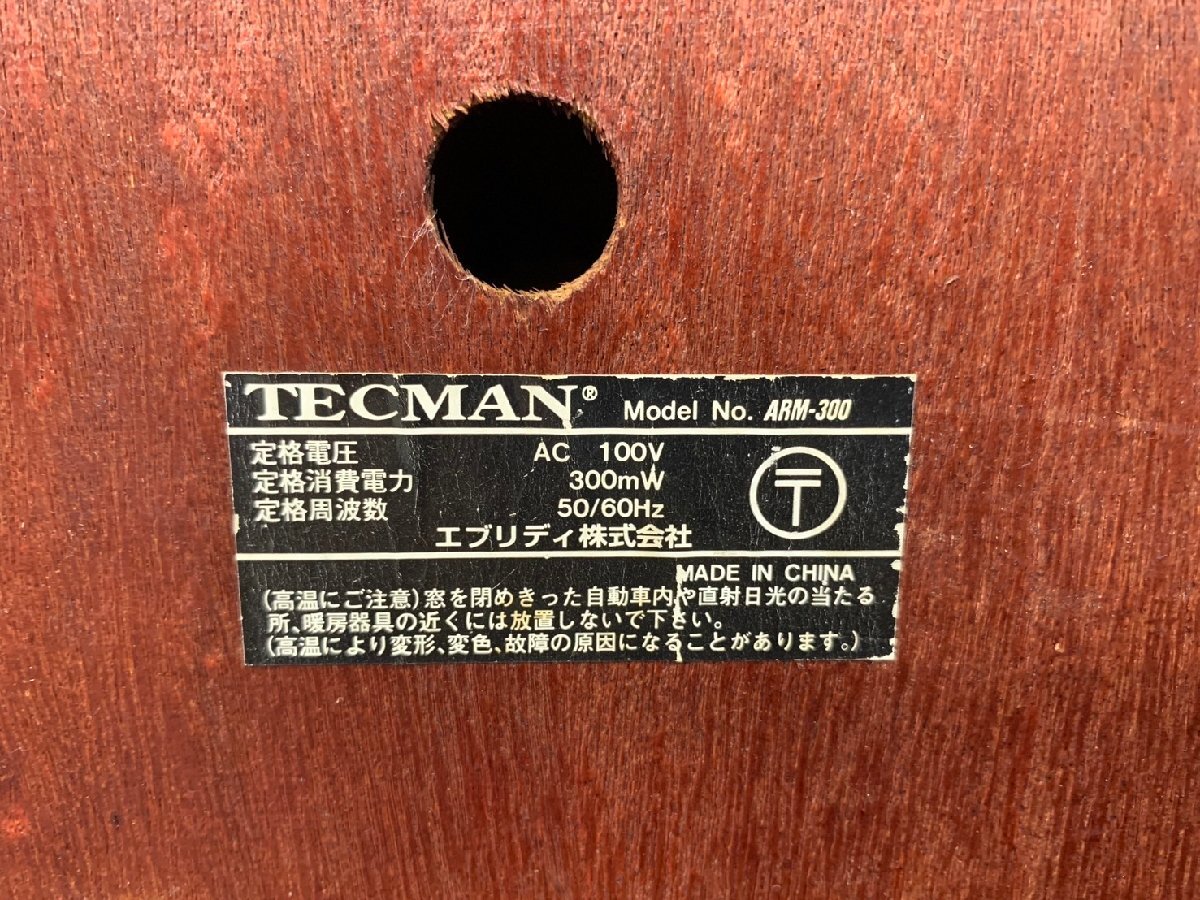 TECMAN® Model No. ARM-300
定格電圧 AC 100V
定格消費電力 300mW
定格周波数 50/60Hz
エブリディ株式会社
MADE IN CHINA
(高温にご注意)窓を閉めきった自動車内や直射日光の当たる
所、暖房器具の近くには放置しないで下さい。
(高温により変形、変色、故障の原因になることがあります。)